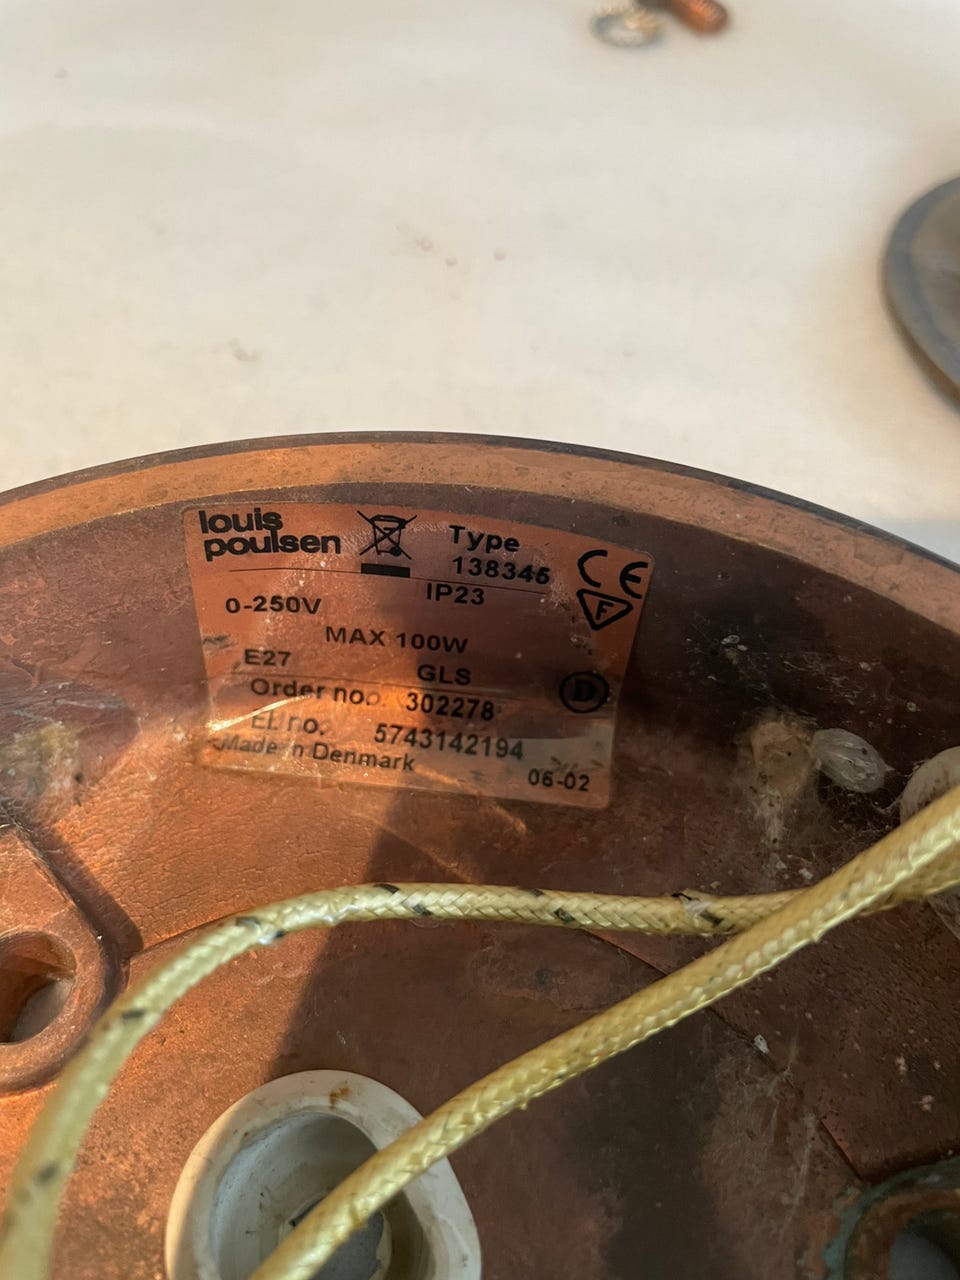 louis
poulsen
Type
138345
IP23
0-250V
MAX 100W
E27 GLS
Order no. 302278
El. no. 5743142194
Made in Denmark
06-02
CE
F
D